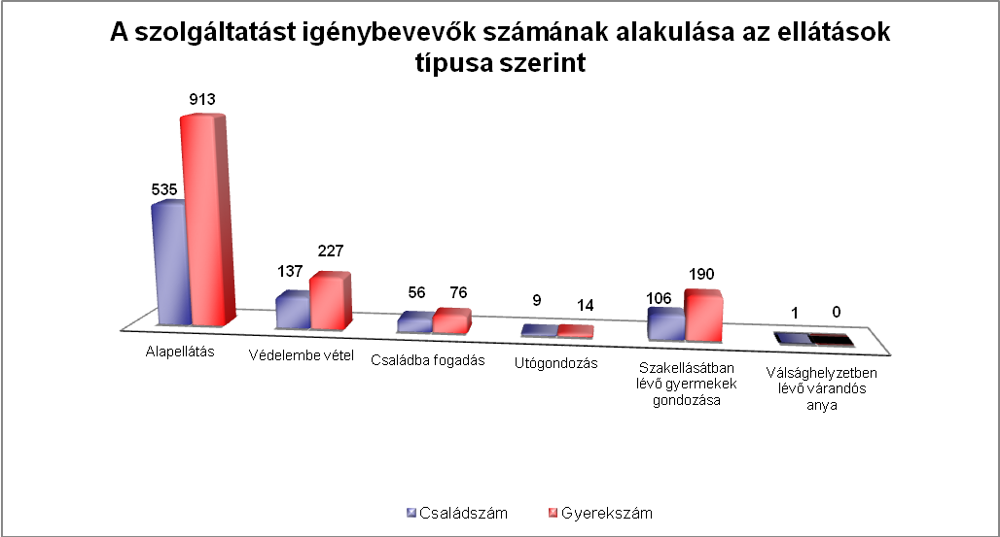 A szolgáltatást igénybevevők számának alakulása az ellátások
típusa szerint
913
535
137
227
56
76
9
14
106
190
1
0
Alapellátás
Védelembe vétel
Családba fogadás
Utógondozás
Szakellásátban
lévő gyermekek
gondozása
Válsághelyzetben
lévő várandós
anya
Családszám
Gyerekszám